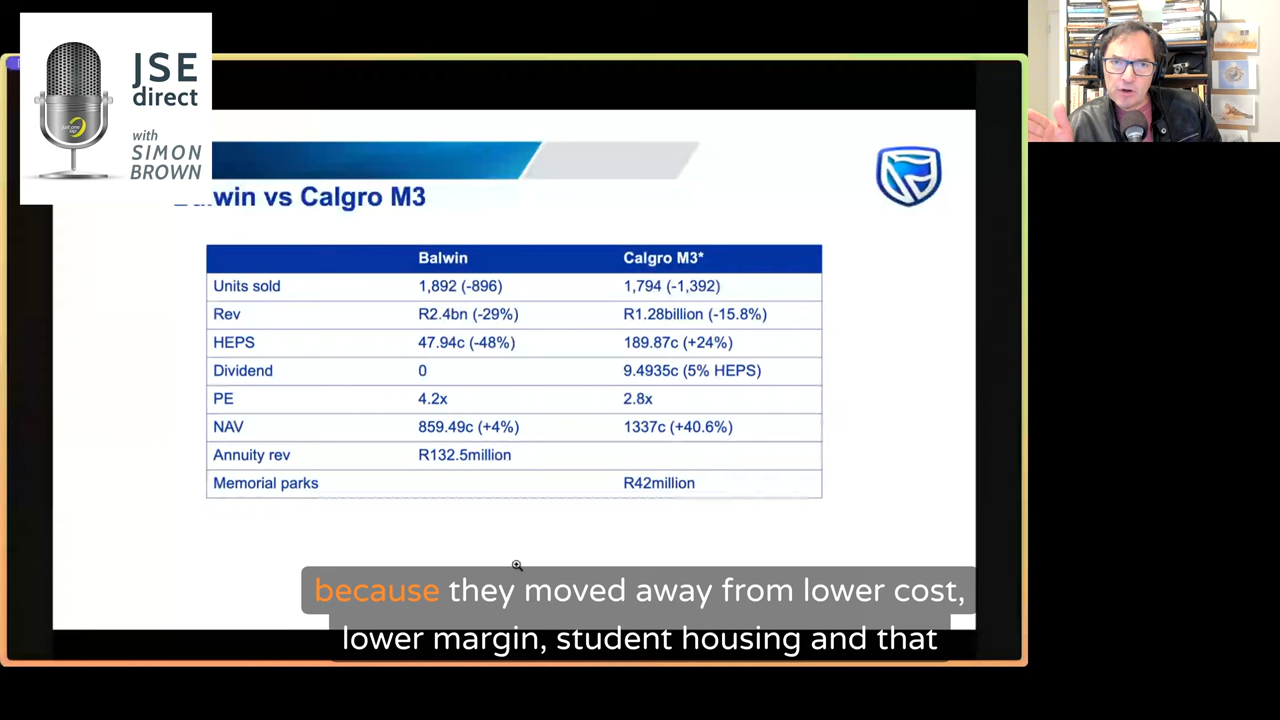 JSE
direct
with
SIMON
BROWN
Balwin vs Calgro M3
Balwin Calgro M3*
Units sold 1,892 (-896) 1,794 (-1,392)
Rev R2.4bn (-29%) R1.28billion (-15.8%)
HEPS 47.94c (-48%) 189.87c (+24%)
Dividend 0 9.4935c (5% HEPS)
PE 4.2x 2.8x
NAV 859.49c (+4%) 1337c (+40.6%)
Annuity rev R132.5million
Memorial parks R42million
because they moved away from lower cost,
lower margin, student housing and that